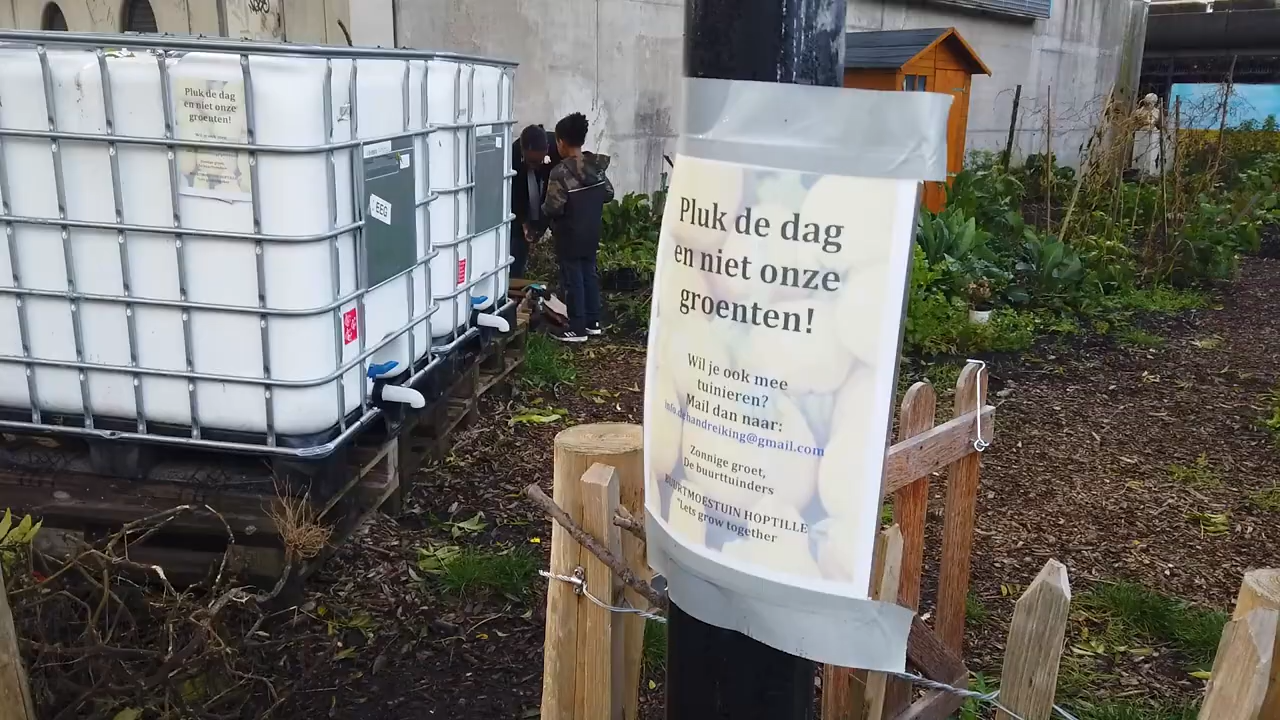 Pluk de dag
en niet onze
groenten!
Wil je ook mee
tuinieren?
Mail dan naar:
info.dehandreiking@gmail.com
Zonnige groet,
De buurttuinders
BUURTMOESTUIN HOPTILLE
"Lets grow together
Pluk de dag
en niet onze
groenten!
EEG